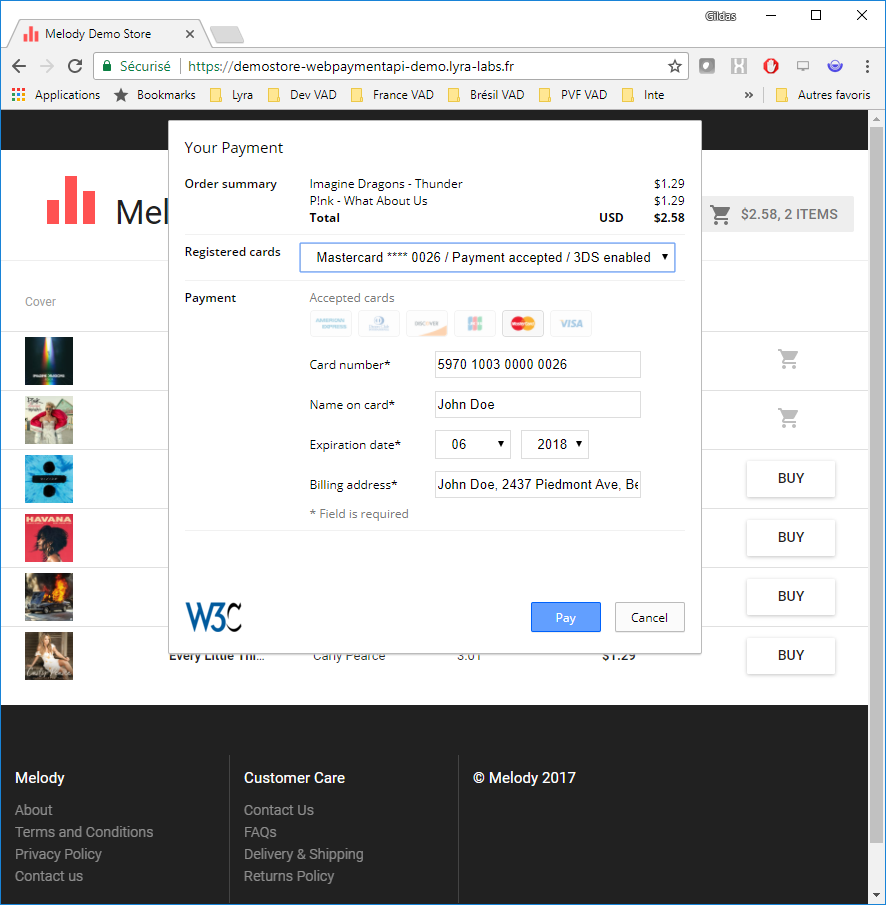 Gildas
Melody Demo Store
Sécurisé https://demostore-webpaymentapi-demo.lyra-labs.fr
Applications Bookmarks Lyra Dev VAD France VAD Brésil VAD PVF VAD Inte » Autres favoris
Your Payment
Order summary Imagine Dragons - Thunder $1.29
P!nk - What About Us $1.29
Total USD $2.58
Mel
$2.58, 2 ITEMS
Registered cards Mastercard **** 0026 / Payment accepted / 3DS enabled
Payment Accepted cards
Cover
AMERICAN EXPRESS DISCOVER JCB MasterCard VISA
Card number* 5970 1003 0000 0026
Name on card* John Doe
Expiration date* 06 2018
Billing address* John Doe, 2437 Piedmont Ave, Be
* Field is required
BUY
HAVANA
BUY
BUY
W3C Pay Cancel
Every Little Thi... Carly Pearce 3:01 $1.29
BUY
Melody
About
Terms and Conditions
Privacy Policy
Contact us
Customer Care
Contact Us
FAQs
Delivery & Shipping
Returns Policy
© Melody 2017